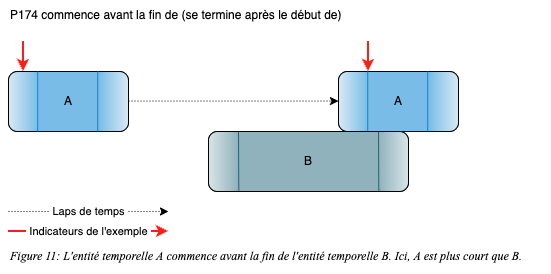 P174 commence avant la fin de (se termine après le début de)
A
A
B
Laps de temps
Indicateurs de l'exemple
Figure 11: L'entité temporelle A commence avant la fin de l'entité temporelle B. Ici, A est plus court que B.